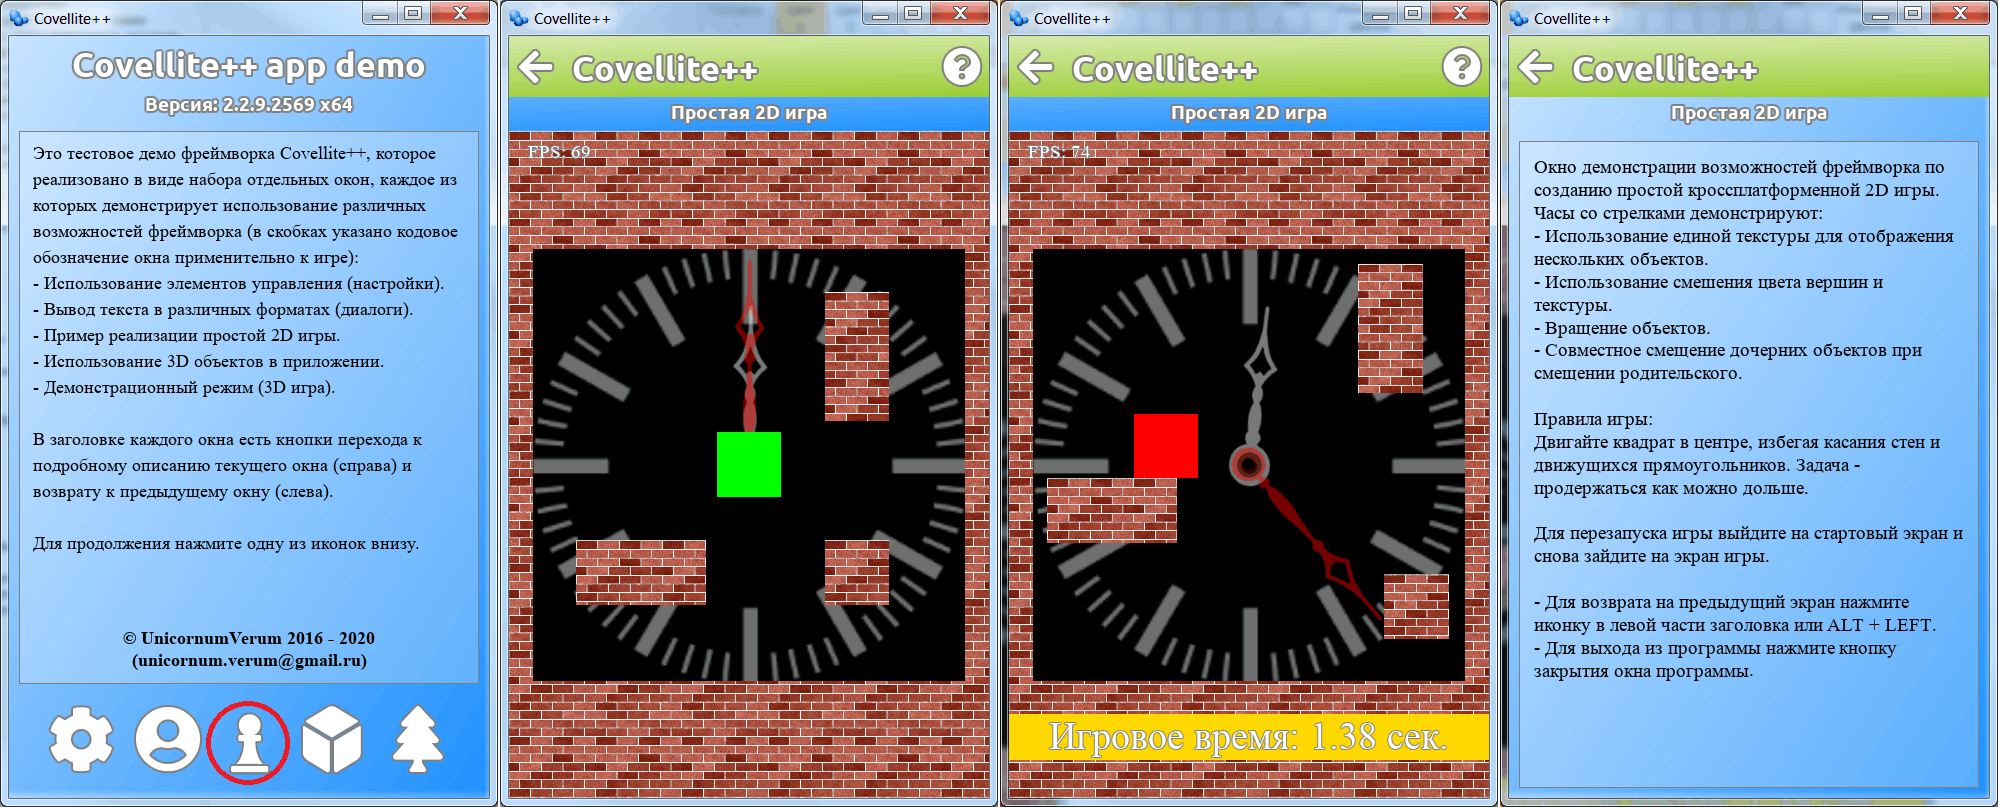 Covellite++
Covellite++ app demo
Версия: 2.2.9.2569 x64
Это тестовое демо фреймворка Covellite++, которое
реализовано в виде набора отдельных окон, каждое из
которых демонстрирует использование различных
возможностей фреймворка (в скобках указано кодовое
обозначение окна применительно к игре):
- Использование элементов управления (настройки).
- Вывод текста в различных форматах (диалоги).
- Пример реализации простой 2D игры.
- Использование 3D объектов в приложении.
- Демонстрационный режим (3D игра).
В заголовке каждого окна есть кнопки перехода к
подробному описанию текущего окна (справа) и
возврату к предыдущему окну (слева).
Для продолжения нажмите одну из иконок внизу.
© UnicornumVerum 2016 - 2020
(unicornum.verum@gmail.ru)
Covellite++
Covellite++
?
Простая 2D игра
FPS: 69
Covellite++
Covellite++
?
Простая 2D игра
FPS: 74
Игровое время: 1.38 сек.
Covellite++
Covellite++
Простая 2D игра
Окно демонстрации возможностей фреймворка по
созданию простой кроссплатформенной 2D игры.
Часы со стрелками демонстрируют:
- Использование единой текстуры для отображения
нескольких объектов.
- Использование смешения цвета вершин и
текстуры.
- Вращение объектов.
- Совместное смещение дочерних объектов при
смещении родительского.
Правила игры:
Двигайте квадрат в центре, избегая касания стен и
движущихся прямоугольников. Задача -
продержаться как можно дольше.
Для перезапуска игры выйдите на стартовый экран и
снова зайдите на экран игры.
- Для возврата на предыдущий экран нажмите
иконку в левой части заголовка или ALT + LEFT.
- Для выхода из программы нажмите кнопку
закрытия окна программы.